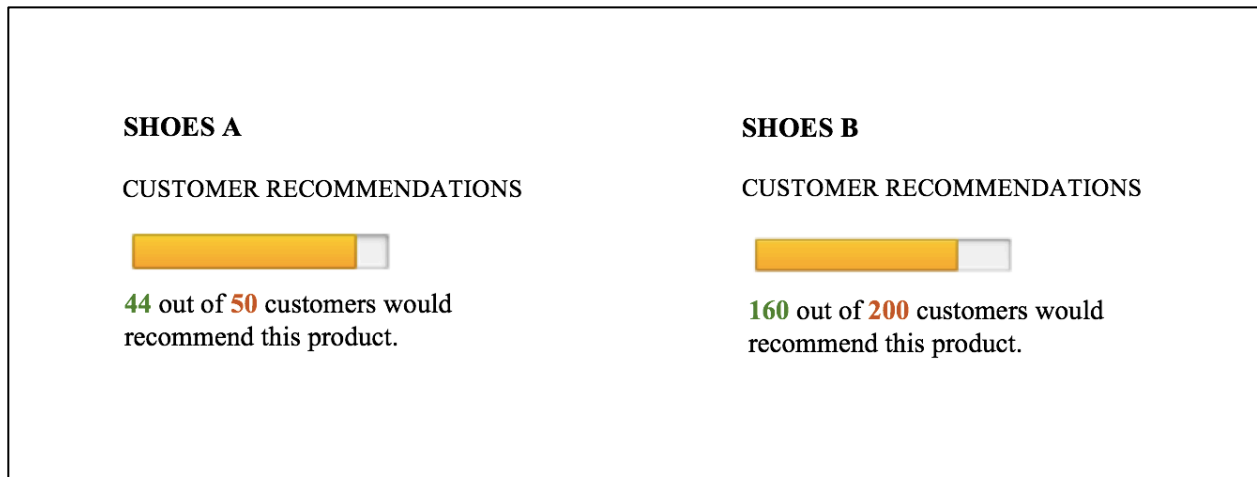 SHOES A
CUSTOMER RECOMMENDATIONS
44 out of 50 customers would
recommend this product.
SHOES B
CUSTOMER RECOMMENDATIONS
160 out of 200 customers would
recommend this product.